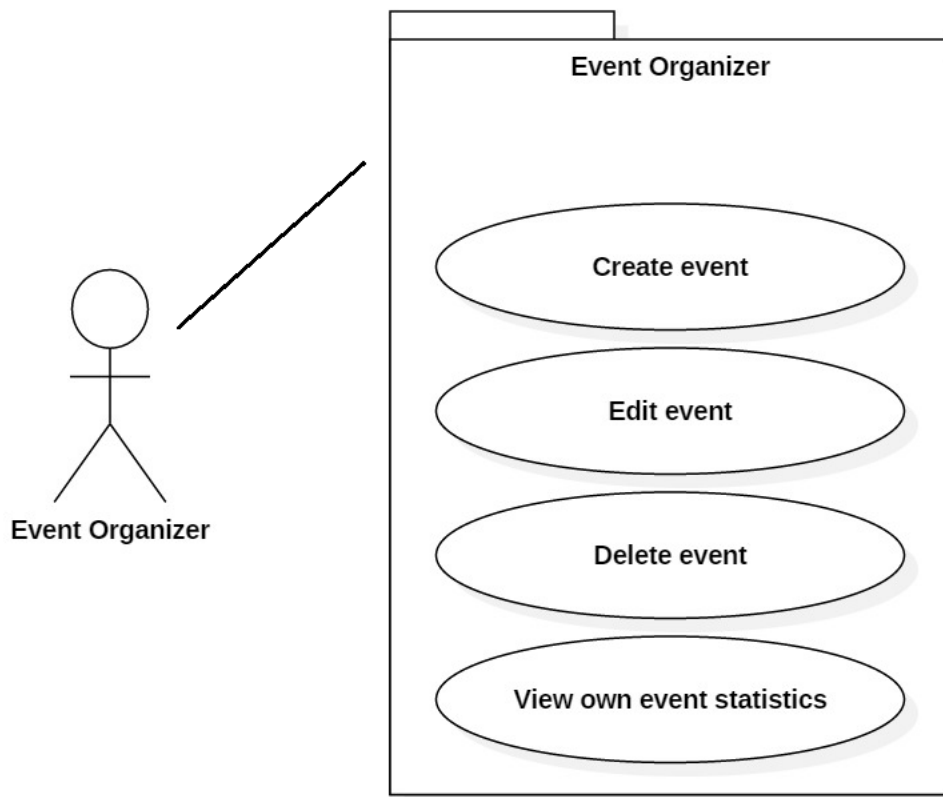 Event Organizer
Create event
Edit event
Delete event
View own event statistics
Event Organizer